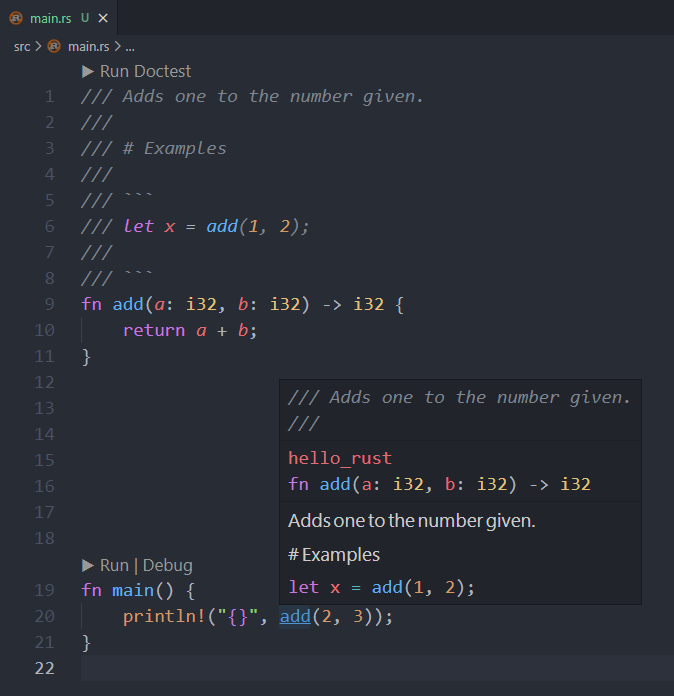 main.rs U ×
src > main.rs > ...
▶ Run Doctest
1 /// Adds one to the number given.
2 ///
3 /// # Examples
4 ///
5 /// ```
6 /// let x = add(1, 2);
7 ///
8 /// ```
9 fn add(a: i32, b: i32) -> i32 {
10     return a + b;
11 }
12
13
14
15
16
17
18
/// Adds one to the number given.
///
hello_rust
fn add(a: i32, b: i32) -> i32
Adds one to the number given.
# Examples
let x = add(1, 2);
▶ Run | Debug
19 fn main() {
20     println!("{}", add(2, 3));
21 }
22